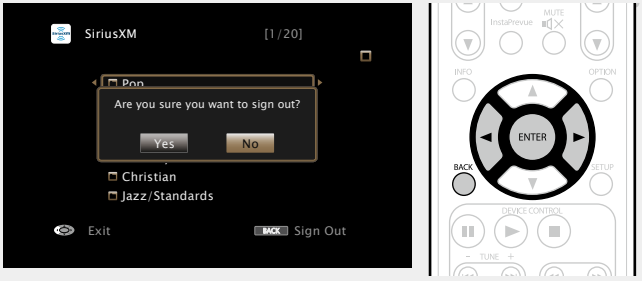 SiriusXM [1/20]
Pop
Are you sure you want to sign out?
Yes No
Christian
Jazz/Standards
Exit BACK Sign Out
MUTE
InstaPrevue
INFO OPTION
ENTER
BACK SETUP
DEVICE CONTROL
- TUNE +